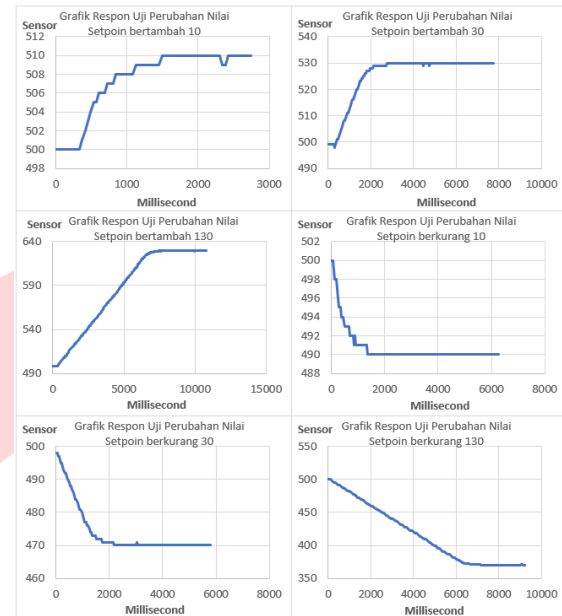 Grafik Respon Uji Perubahan Nilai
Setpoin bertambah 10
Sensor
512
510
508
506
504
502
500
498
0
1000
2000
3000
Millisecond
Grafik Respon Uji Perubahan Nilai
Setpoin bertambah 30
Sensor
540
530
520
510
500
490
0
2000
4000
6000
8000
10000
Millisecond
Grafik Respon Uji Perubahan Nilai
Setpoin bertambah 130
Sensor
640
590
540
490
0
5000
10000
15000
Millisecond
Grafik Respon Uji Perubahan Nilai
Setpoin berkurang 10
Sensor
502
500
498
496
494
492
490
488
0
2000
4000
6000
8000
Millisecond
Grafik Respon Uji Perubahan Nilai
Setpoin berkurang 30
Sensor
500
490
480
470
460
0
2000
4000
6000
8000
Millisecond
Grafik Respon Uji Perubahan Nilai
Setpoin berkurang 130
Sensor
550
500
450
400
350
0
2000
4000
6000
8000
10000
Millisecond